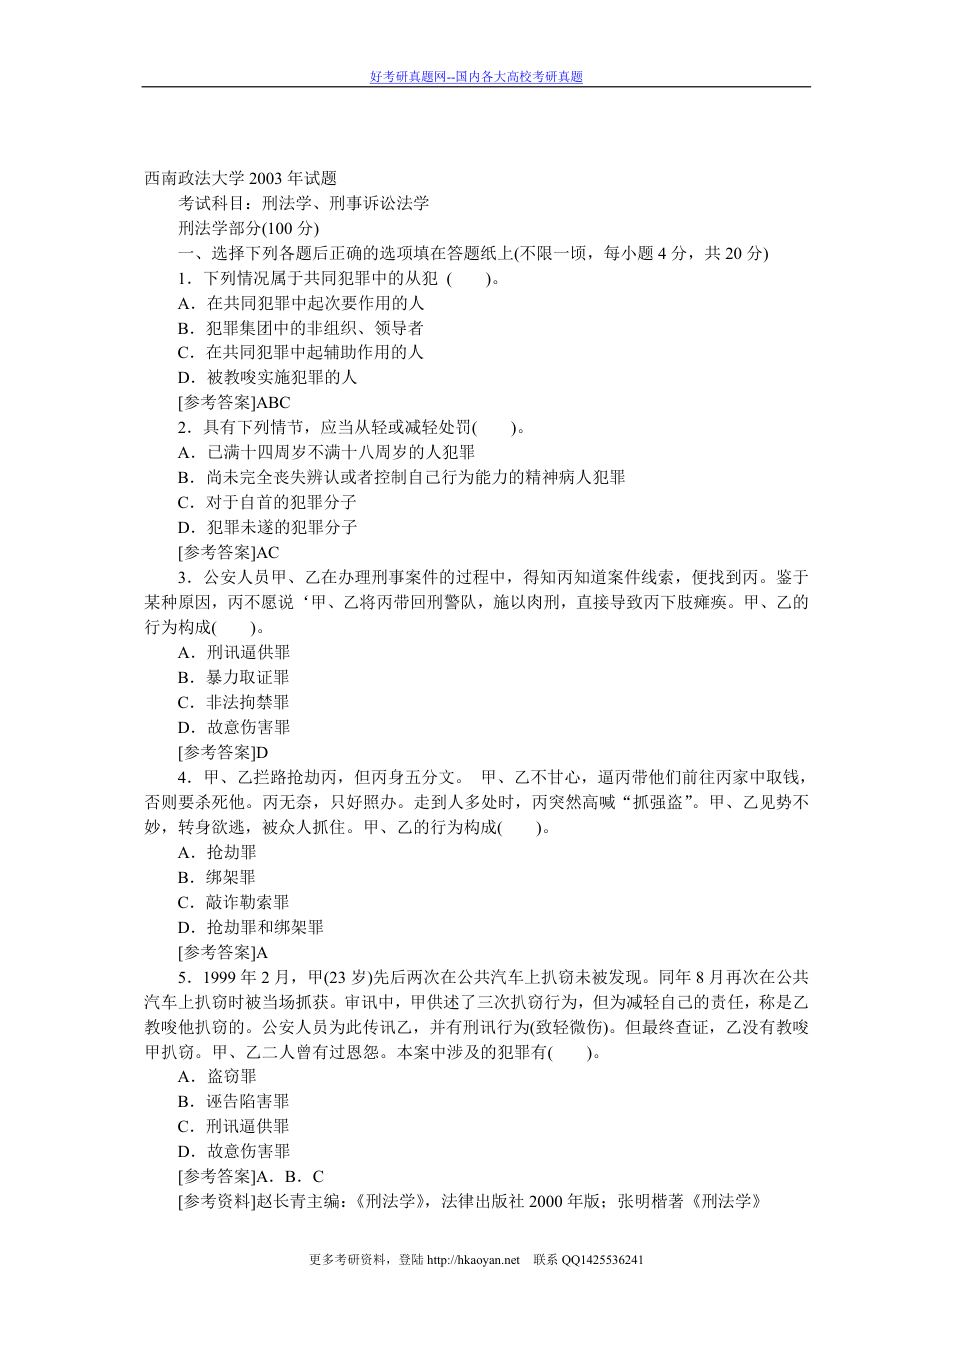 好考研真题网--国内各大高校考研真题
西南政法大学 2003 年试题
考试科目：刑法学、刑事诉讼法学
刑法学部分(100 分)
一、选择下列各题后正确的选项填在答题纸上(不限一顷，每小题 4 分，共 20 分)
1．下列情况属于共同犯罪中的从犯 (　　)。
A．在共同犯罪中起次要作用的人
B．犯罪集团中的非组织、领导者
C．在共同犯罪中起辅助作用的人
D．被教唆实施犯罪的人
[参考答案]ABC
2．具有下列情节，应当从轻或减轻处罚(　　)。
A．已满十四周岁不满十八周岁的人犯罪
B．尚未完全丧失辨认或者控制自己行为能力的精神病人犯罪
C．对于自首的犯罪分子
D．犯罪未遂的犯罪分子
[参考答案]AC
3．公安人员甲、乙在办理刑事案件的过程中，得知丙知道案件线索，便找到丙。鉴于
某种原因，丙不愿说‘甲、乙将丙带回刑警队，施以肉刑，直接导致丙下肢瘫痪。甲、乙的
行为构成(　　)。
A．刑讯逼供罪
B．暴力取证罪
C．非法拘禁罪
D．故意伤害罪
[参考答案]D
4．甲、乙拦路抢劫丙，但丙身五分文。 甲、乙不甘心，逼丙带他们前往丙家中取钱，
否则要杀死他。丙无奈，只好照办。走到人多处时，丙突然高喊“抓强盗”。甲、乙见势不
妙，转身欲逃，被众人抓住。甲、乙的行为构成(　　)。
A．抢劫罪
B．绑架罪
C．敲诈勒索罪
D．抢劫罪和绑架罪
[参考答案]A
5．1999 年 2 月，甲(23 岁)先后两次在公共汽车上扒窃未被发现。同年 8 月再次在公共
汽车上扒窃时被当场抓获。审讯中，甲供述了三次扒窃行为，但为减轻自己的责任，称是乙
教唆他扒窃的。公安人员为此传讯乙，并有刑讯行为(致轻微伤)。但最终查证，乙没有教唆
甲扒窃。甲、乙二人曾有过恩怨。本案中涉及的犯罪有(　　)。
A．盗窃罪
B．诬告陷害罪
C．刑讯逼供罪
D．故意伤害罪
[参考答案]A．B．C
[参考资料]赵长青主编：《刑法学》，法律出版社 2000 年版；张明楷著《刑法学》
更多考研资料，登陆 http://hkaoyan.net　联系 QQ1425536241